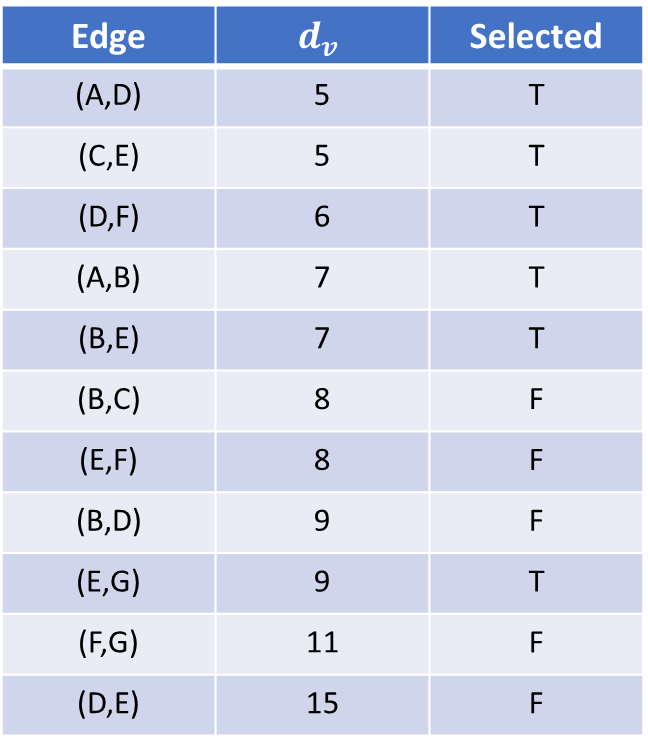 Edge d_v Selected
(A,D) 5 T
(C,E) 5 T
(D,F) 6 T
(A,B) 7 T
(B,E) 7 T
(B,C) 8 F
(E,F) 8 F
(B,D) 9 F
(E,G) 9 T
(F,G) 11 F
(D,E) 15 F